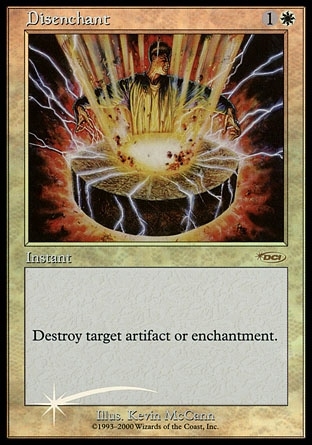 Disenchant 1
Instant
DCI
Destroy target artifact or enchantment.
Illus. Kevin McCann
©1993-2000 Wizards of the Coast, Inc.